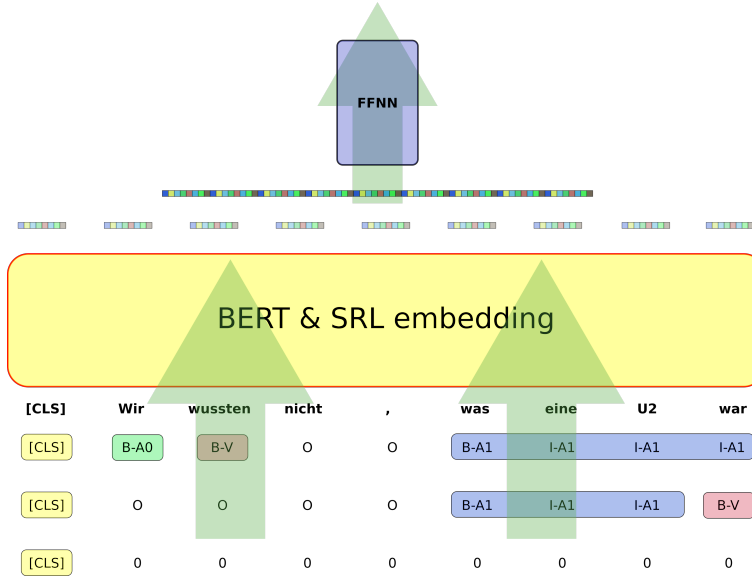 FFNN
BERT & SRL embedding
[CLS] Wir wussten nicht , was eine U2 war
[CLS] B-A0 B-V O O B-A1 I-A1 I-A1 I-A1
[CLS] O O O O B-A1 I-A1 I-A1 B-V
[CLS] 0 0 0 0 0 0 0 0